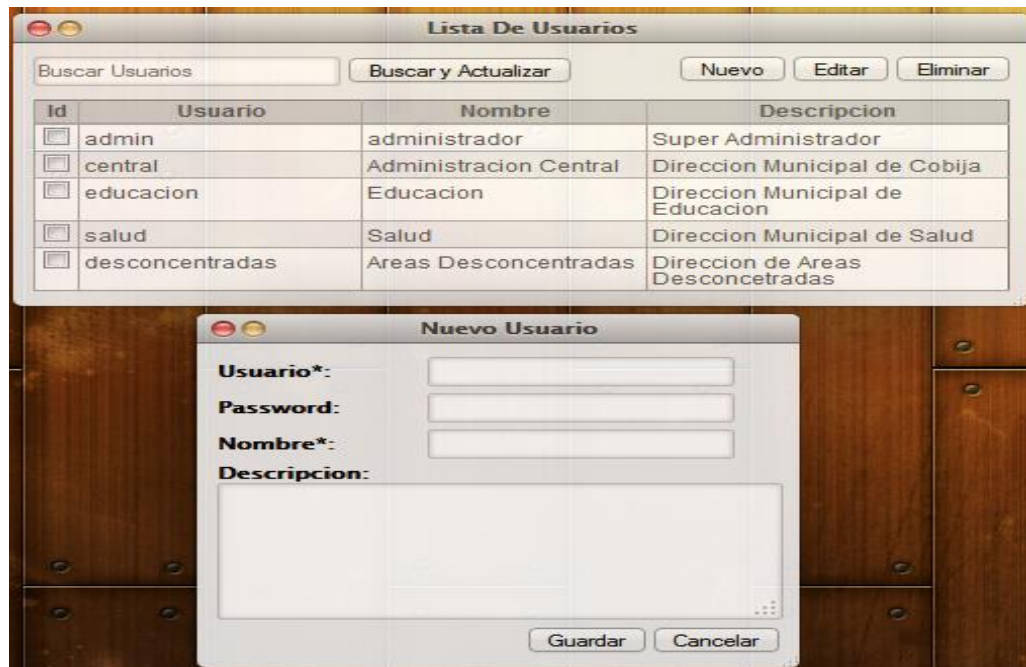 Lista De Usuarios
Buscar Usuarios Buscar y Actualizar Nuevo Editar Eliminar
Id Usuario Nombre Descripcion
admin administrador Super Administrador
central Administracion Central Direccion Municipal de Cobija
educacion Educacion Direccion Municipal de
Educacion
salud Salud Direccion Municipal de Salud
desconcentradas Areas Desconcentradas Direccion de Areas
Desconcetradas
Nuevo Usuario
Usuario*:
Password:
Nombre*:
Descripcion:
Guardar Cancelar